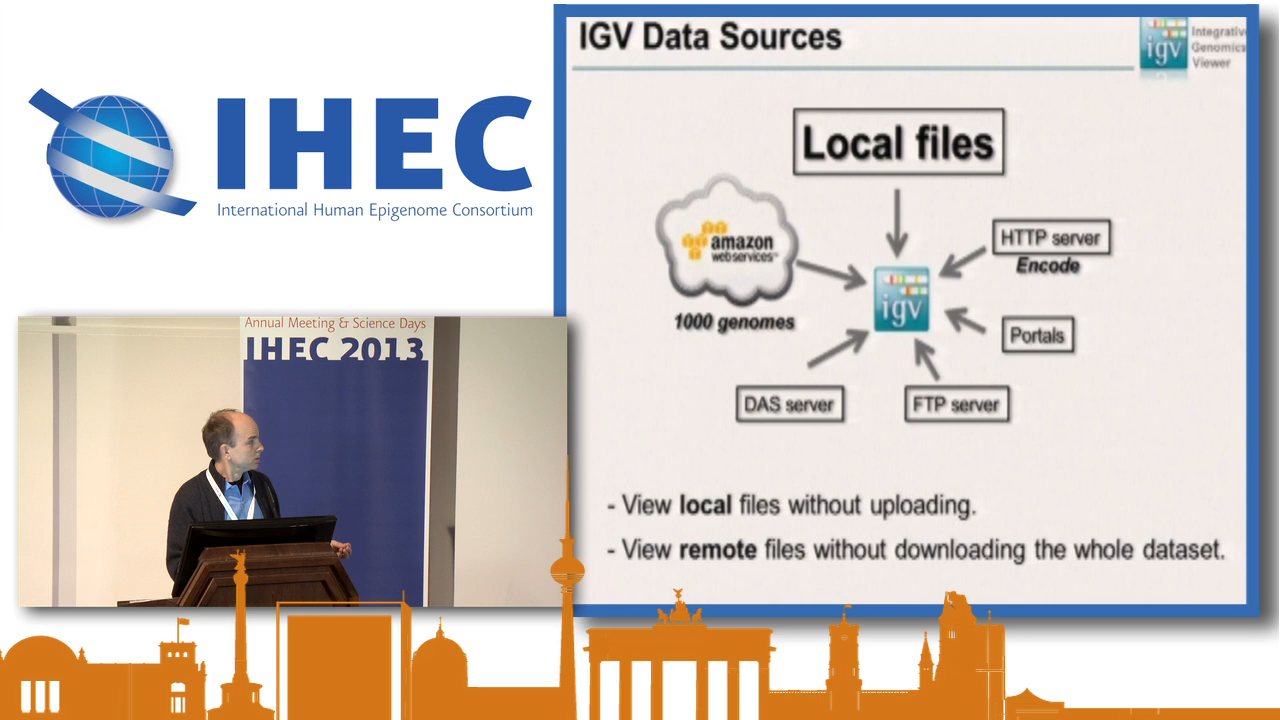 IHEC
International Human Epigenome Consortium
Annual Meeting & Science Days
IHEC 2013
IGV Data Sources
igv
Integrative
Genomics
Viewer
Local files
amazon
webservices™
1000 genomes
HTTP server
Encode
igv
Portals
DAS server
FTP server
- View local files without uploading.
- View remote files without downloading the whole dataset.